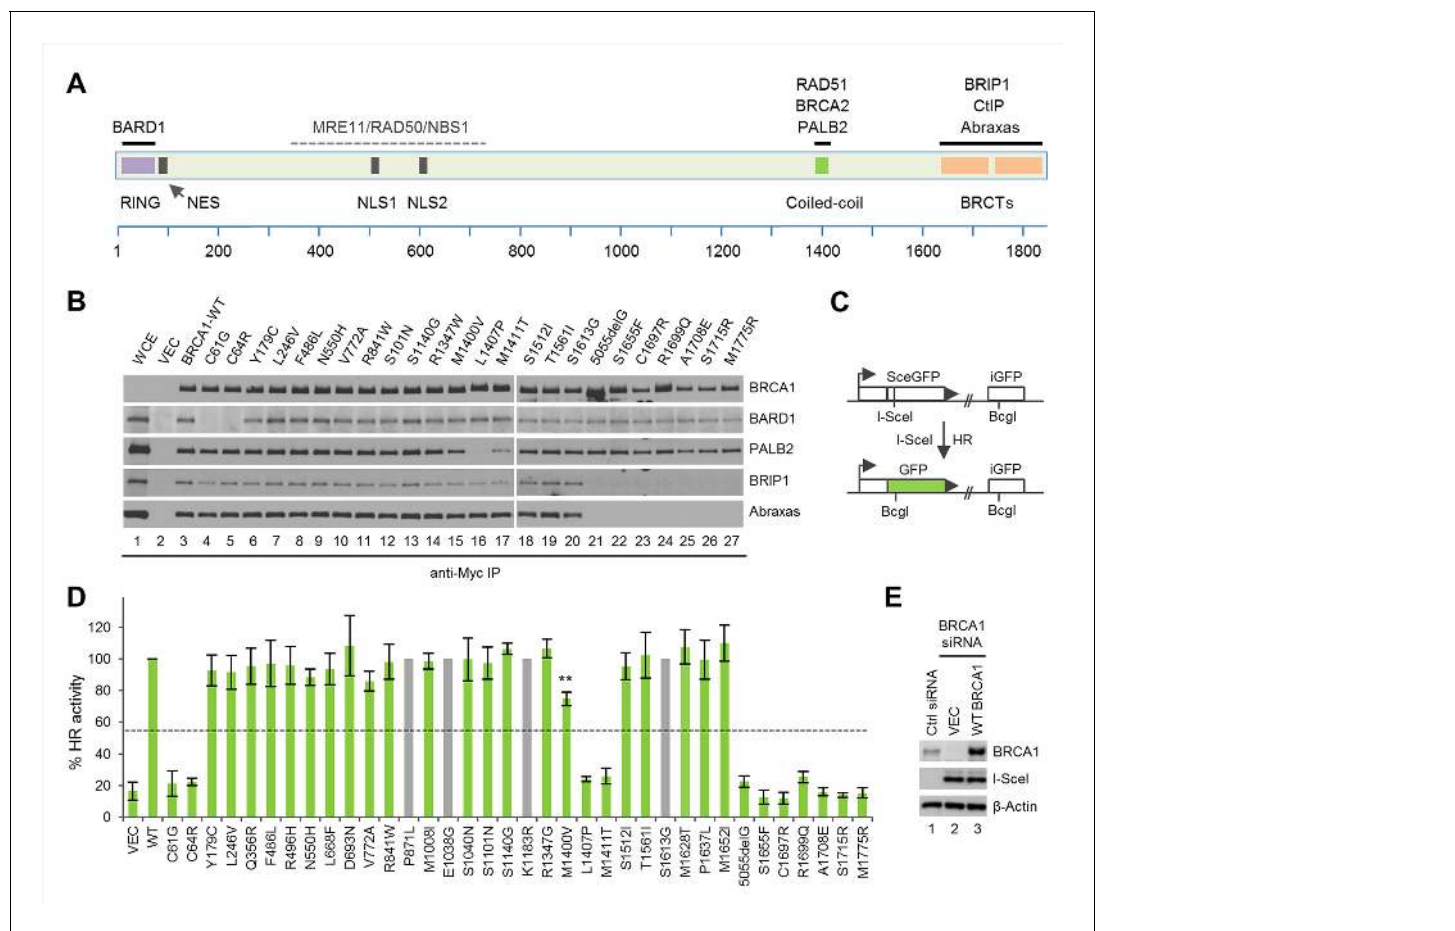 A
RAD51
BRCA2
PALB2
BRIP1
CtIP
Abraxas
BARD1
MRE11/RAD50/NBS1
RING
NES
NLS1
NLS2
Coiled-coil
BRCTs
1 200 400 600 800 1000 1200 1400 1600 1800
B
WCE
VEC
BRCA1-WT
C61G
C64R
Y179C
L246V
F486L
N550H
V772A
R841W
S101N
S1140G
R1347W
M1400V
L1407P
M1411T
S1512I
T1561I
S1613G
5055delG
S1655F
C1697R
R1699Q
A1708E
S1715R
M1775R
BRCA1
BARD1
PALB2
BRIP1
Abraxas
1 2 3 4 5 6 7 8 9 10 11 12 13 14 15 16 17 18 19 20 21 22 23 24 25 26 27
anti-Myc IP
C
SceGFP
iGFP
I-SceI
BcgI
I-SceI
HR
GFP
iGFP
BcgI
BcgI
D
% HR activity
120
100
80
60
40
20
0
**
VEC
WT
C61G
C64R
Y179C
L246V
Q356R
F486L
R496H
N550H
L668F
D693N
V772A
R841W
P871L
M1008I
E1038G
S1040N
S1101N
S1140G
K1183R
R1347G
M1400V
L1407P
M1411T
S1512I
T1561I
S1613G
M1628T
P1637L
M1652I
5055delG
S1655F
C1697R
R1699Q
A1708E
S1715R
M1775R
E
BRCA1
siRNA
Ctrl siRNA
VEC
WT BRCA1
BRCA1
I-SceI
β-Actin
1 2 3